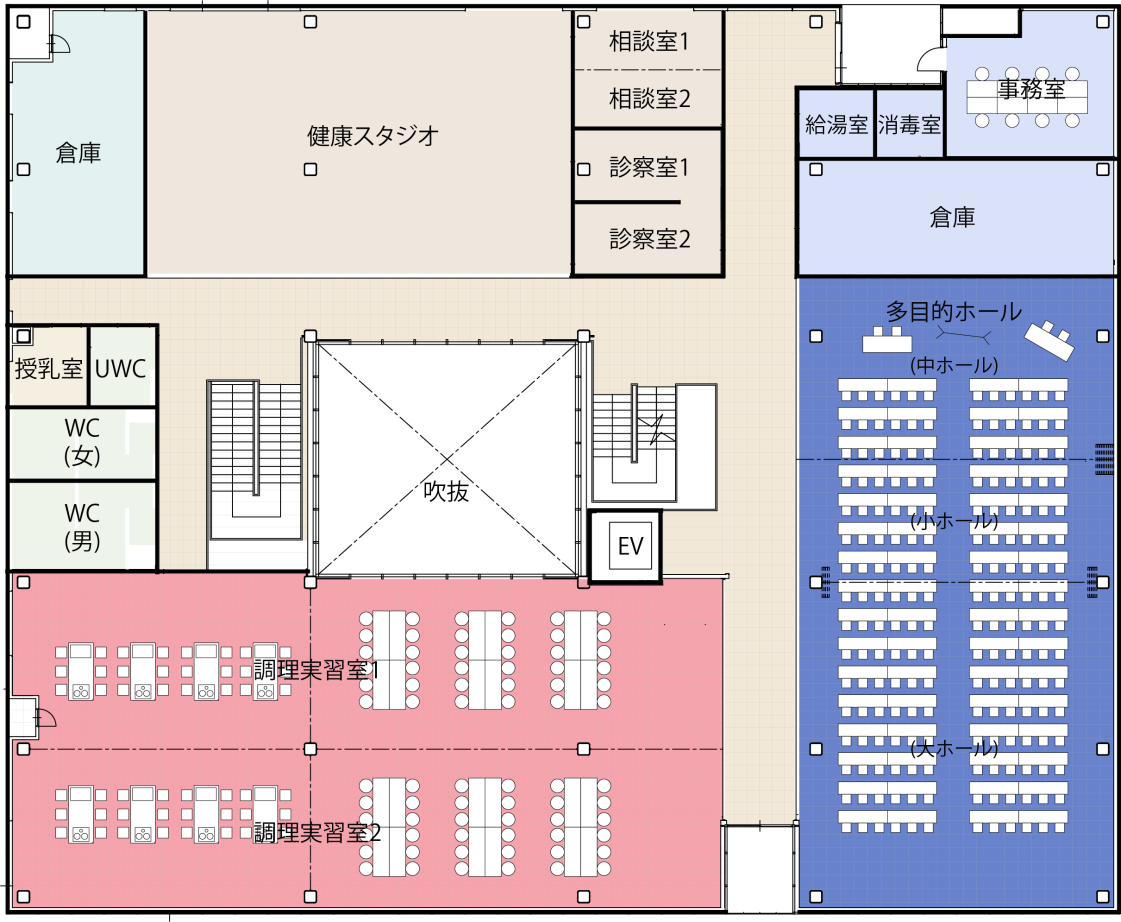 相談室1
相談室2
事務室
給湯室
消毒室
倉庫
健康スタジオ
診察室1
診察室2
倉庫
多目的ホール
(中ホール)
授乳室
UWC
WC
(女)
吹抜
WC
(男)
EV
(小ホール)
調理実習室1
(大ホール)
調理実習室2